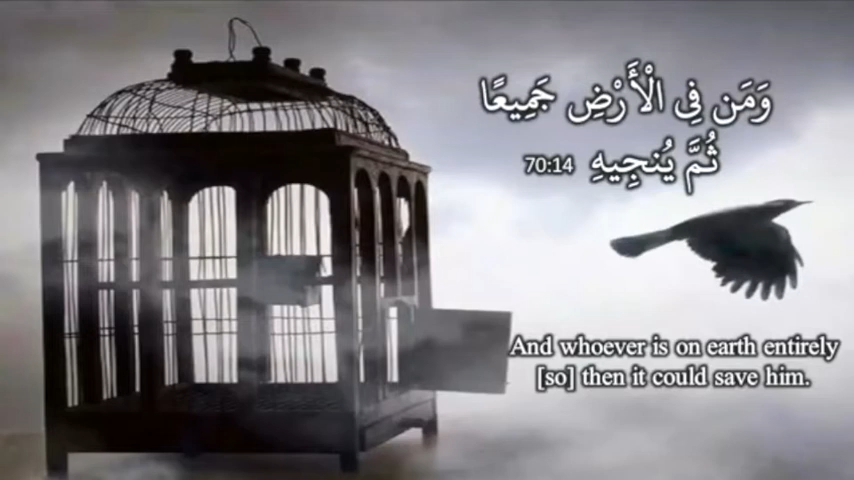 وَمَن فِى الْأَرْضِ جَمِيعًا
ثُمَّ يُنجِيهِ 70:14
And whoever is on earth entirely
[so] then it could save him.